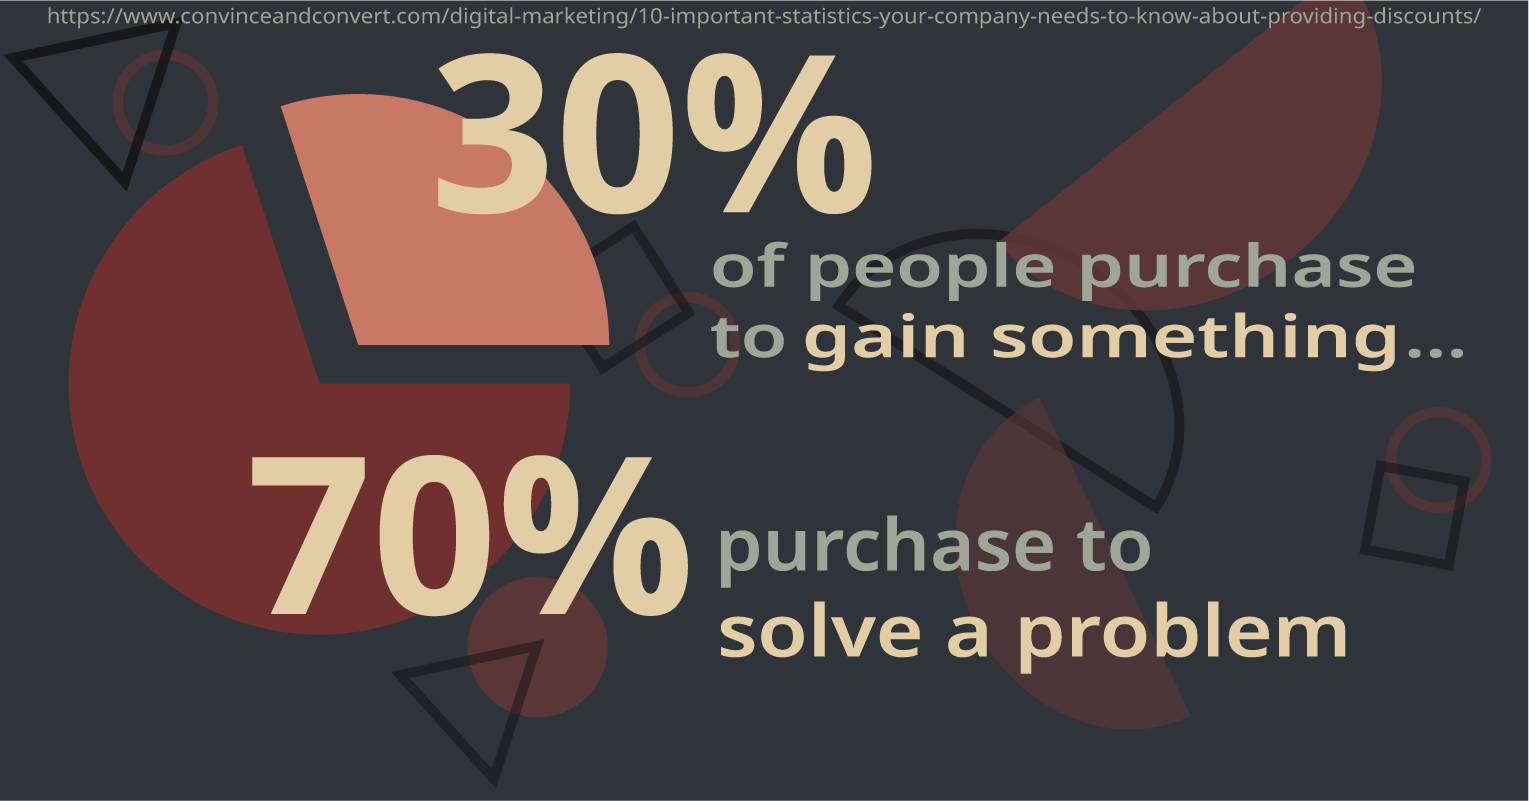 https://www.convinceandconvert.com/digital-marketing/10-important-statistics-your-company-needs-to-know-about-providing-discounts/
30%
of people purchase
to gain something...
70%
purchase to
solve a problem